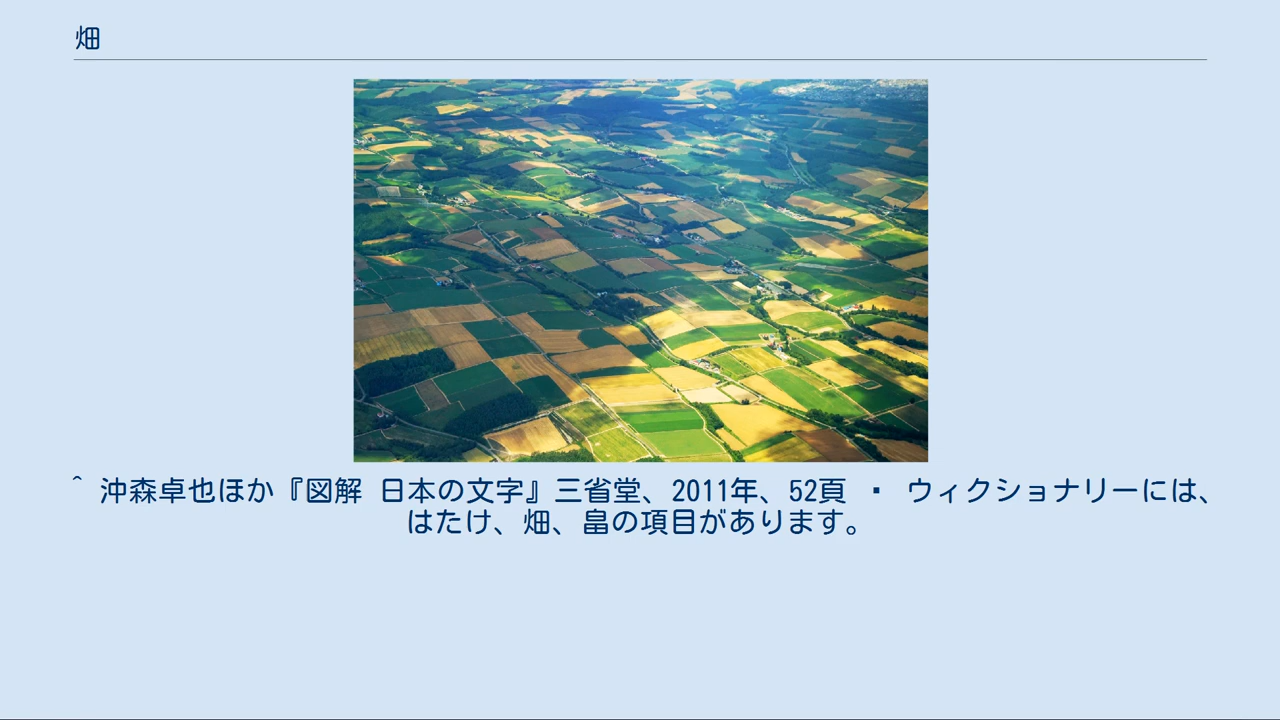 畑
^ 沖森卓也ほか『図解 日本の文字』三省堂、2011年、52頁 ▪ ウィクショナリーには、
はたけ、畑、畠の項目があります。